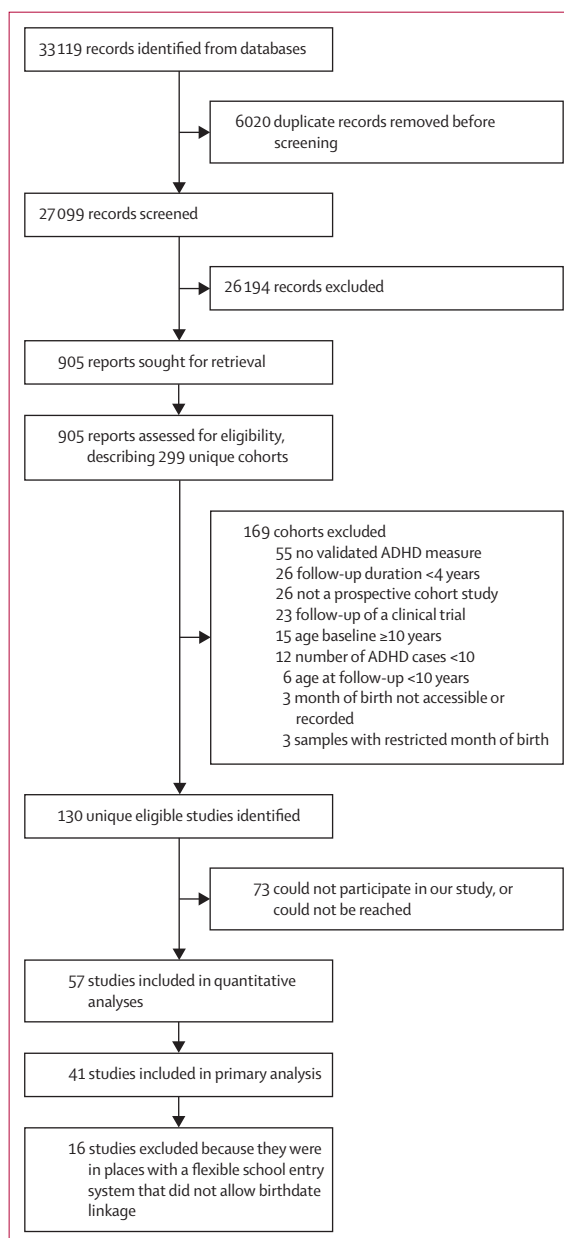 33 119 records identified from databases
6020 duplicate records removed before
screening
27 099 records screened
26 194 records excluded
905 reports sought for retrieval
905 reports assessed for eligibility,
describing 299 unique cohorts
169 cohorts excluded
55 no validated ADHD measure
26 follow-up duration <4 years
26 not a prospective cohort study
23 follow-up of a clinical trial
15 age baseline ≥10 years
12 number of ADHD cases <10
6 age at follow-up <10 years
3 month of birth not accessible or
recorded
3 samples with restricted month of birth
130 unique eligible studies identified
73 could not participate in our study, or
could not be reached
57 studies included in quantitative
analyses
41 studies included in primary analysis
16 studies excluded because they were
in places with a flexible school entry
system that did not allow birthdate
linkage